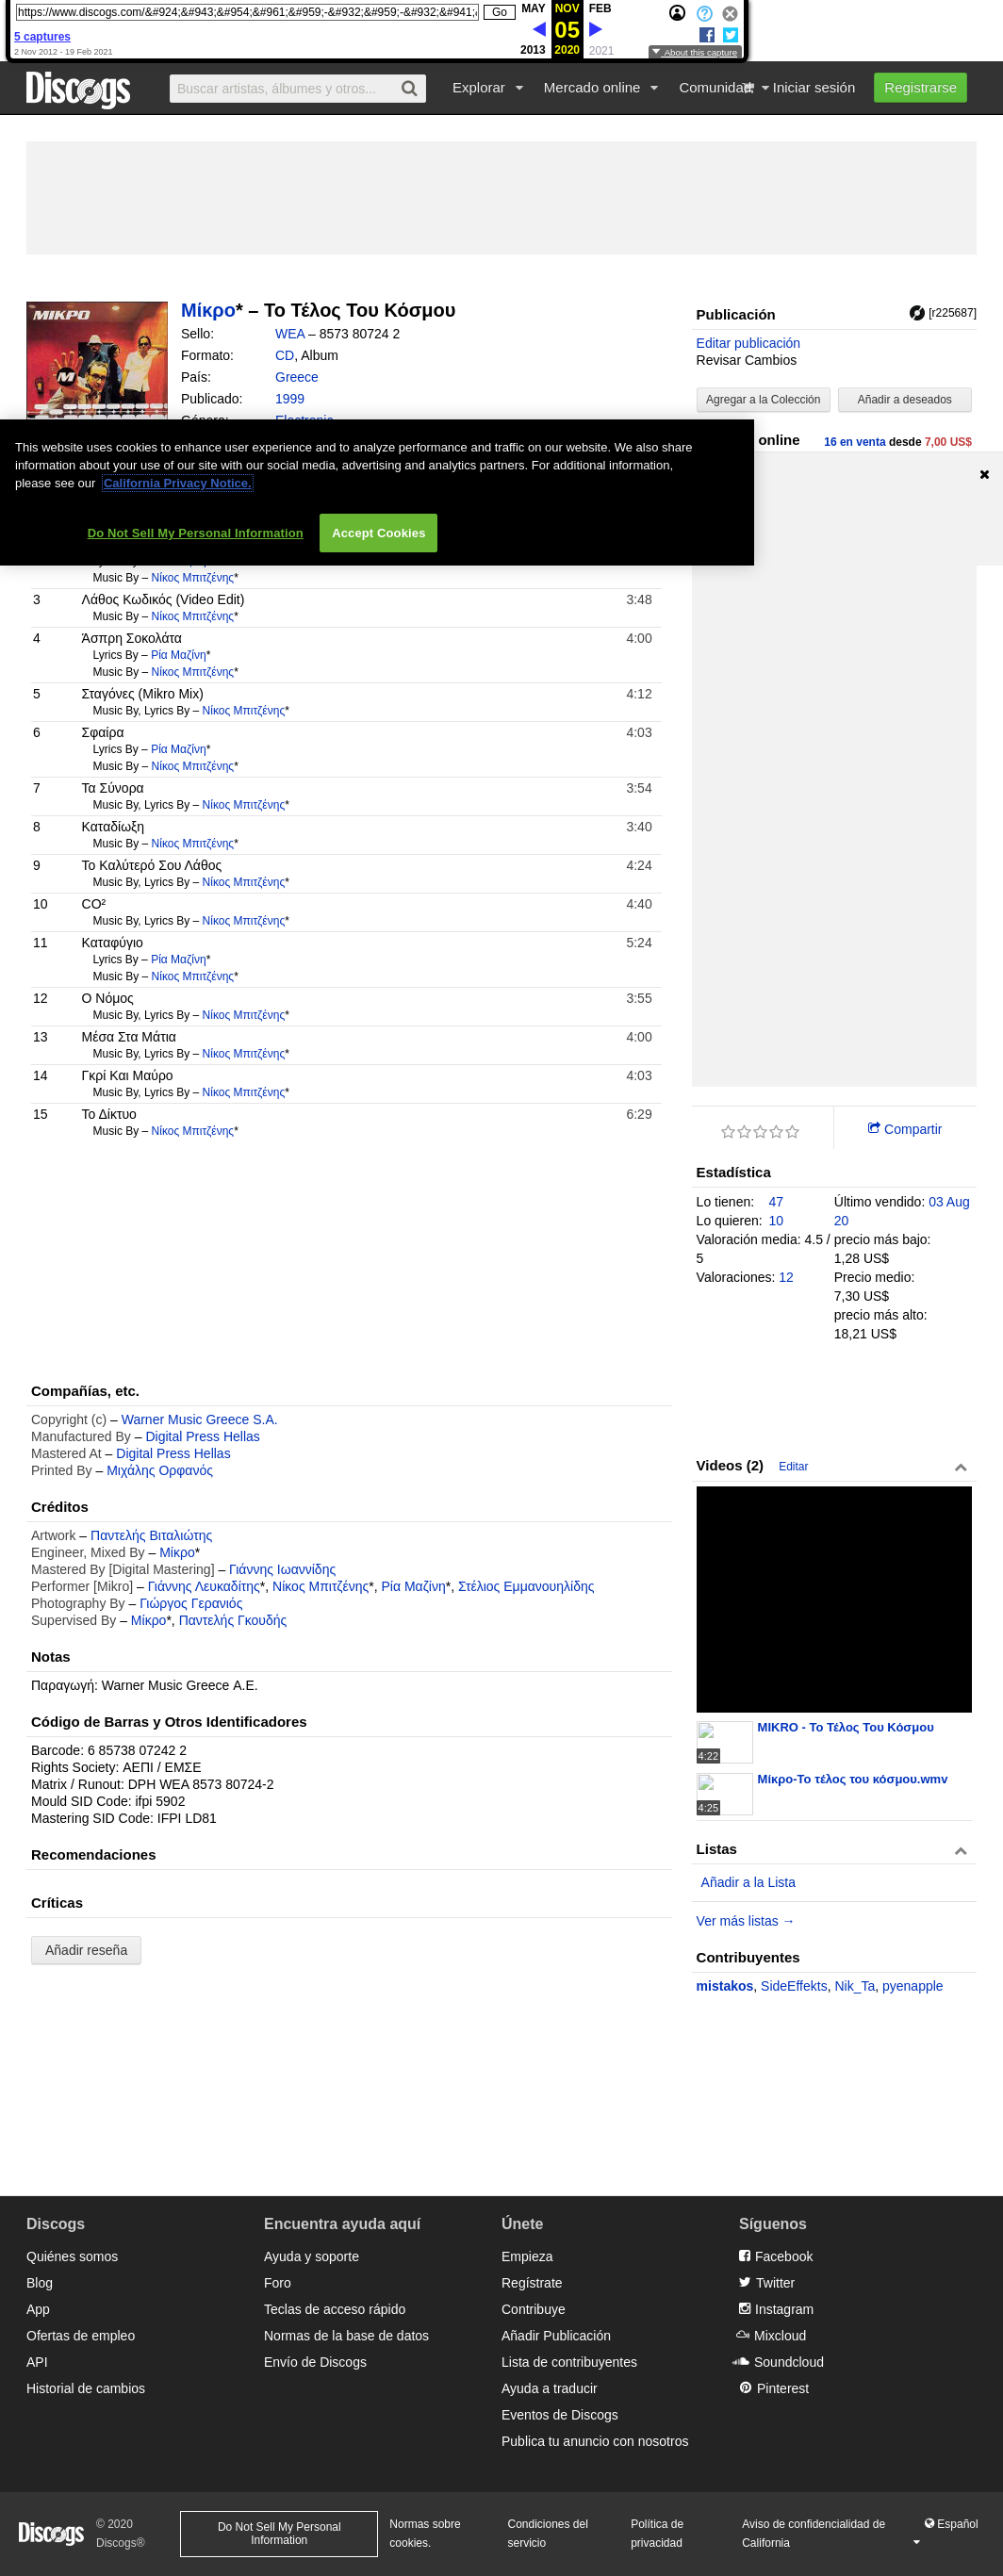 https://www.discogs.com/&#924;&#943;&#954;&#961;&#959;-&#932;&#959;-&#932;&#941;&
Go
MAY NOV FEB
05
5 captures
2 Nov 2012 - 19 Feb 2021
2013 2020 2021
About this capture
Discogs
Buscar artistas, álbumes y otros...
Explorar
Mercado online
Comunidad
Iniciar sesión
Registrarse
ΜΙΚΡΟ
Μίκρο* – Το Τέλος Του Κόσμου
Sello: WEA – 8573 80724 2
Formato: CD, Album
País: Greece
Publicado: 1999
Publicación
[r225687]
Editar publicación
Revisar Cambios
Agregar a la Colección
Añadir a deseados
online
16 en venta desde 7,00 US$
This website uses cookies to enhance user experience and to analyze performance and traffic on our website. We also share
information about your use of our site with our social media, advertising and analytics partners. For additional information,
please see our California Privacy Notice.
Do Not Sell My Personal Information
Accept Cookies
Music By – Νίκος Μπιτζένης*
3 Λάθος Κωδικός (Video Edit) 3:48
Music By – Νίκος Μπιτζένης*
4 Άσπρη Σοκολάτα 4:00
Lyrics By – Ρία Μαζίνη*
Music By – Νίκος Μπιτζένης*
5 Σταγόνες (Mikro Mix) 4:12
Music By, Lyrics By – Νίκος Μπιτζένης*
6 Σφαίρα 4:03
Lyrics By – Ρία Μαζίνη*
Music By – Νίκος Μπιτζένης*
7 Τα Σύνορα 3:54
Music By, Lyrics By – Νίκος Μπιτζένης*
8 Καταδίωξη 3:40
Music By – Νίκος Μπιτζένης*
9 Το Καλύτερό Σου Λάθος 4:24
Music By, Lyrics By – Νίκος Μπιτζένης*
10 CO² 4:40
Music By, Lyrics By – Νίκος Μπιτζένης*
11 Καταφύγιο 5:24
Lyrics By – Ρία Μαζίνη*
Music By – Νίκος Μπιτζένης*
12 Ο Νόμος 3:55
Music By, Lyrics By – Νίκος Μπιτζένης*
13 Μέσα Στα Μάτια 4:00
Music By, Lyrics By – Νίκος Μπιτζένης*
14 Γκρί Και Μαύρο 4:03
Music By, Lyrics By – Νίκος Μπιτζένης*
15 Το Δίκτυο 6:29
Music By – Νίκος Μπιτζένης*
Compartir
Estadística
Lo tienen: 47
Lo quieren: 10
Valoración media: 4.5 /
5
Valoraciones: 12
Último vendido: 03 Aug
20
precio más bajo:
1,28 US$
Precio medio:
7,30 US$
precio más alto:
18,21 US$
Compañías, etc.
Copyright (c) – Warner Music Greece S.A.
Manufactured By – Digital Press Hellas
Mastered At – Digital Press Hellas
Printed By – Μιχάλης Ορφανός
Créditos
Artwork – Παντελής Βιταλιώτης
Engineer, Mixed By – Μίκρο*
Mastered By [Digital Mastering] – Γιάννης Ιωαννίδης
Performer [Mikro] – Γιάννης Λευκαδίτης*, Νίκος Μπιτζένης*, Ρία Μαζίνη*, Στέλιος Εμμανουηλίδης
Photography By – Γιώργος Γερανιός
Supervised By – Μίκρο*, Παντελής Γκουδής
Notas
Παραγωγή: Warner Music Greece A.E.
Código de Barras y Otros Identificadores
Barcode: 6 85738 07242 2
Rights Society: ΑΕΠΙ / ΕΜΣΕ
Matrix / Runout: DPH WEA 8573 80724-2
Mould SID Code: ifpi 5902
Mastering SID Code: IFPI LD81
Recomendaciones
Críticas
Añadir reseña
Videos (2) Editar
MIKRO - Το Τέλος Του Κόσμου
4:22
Μίκρο-Το τέλος του κόσμου.wmv
4:25
Listas
Añadir a la Lista
Ver más listas →
Contribuyentes
mistakos, SideEffekts, Nik_Ta, pyenapple
Discogs
Quiénes somos
Blog
App
Ofertas de empleo
API
Historial de cambios
Encuentra ayuda aquí
Ayuda y soporte
Foro
Teclas de acceso rápido
Normas de la base de datos
Envío de Discogs
Únete
Empieza
Regístrate
Contribuye
Añadir Publicación
Lista de contribuyentes
Ayuda a traducir
Eventos de Discogs
Publica tu anuncio con nosotros
Síguenos
Facebook
Twitter
Instagram
Mixcloud
Soundcloud
Pinterest
Discogs
© 2020
Discogs®
Do Not Sell My Personal
Information
Normas sobre
cookies.
Condiciones del
servicio
Política de
privacidad
Aviso de confidencialidad de
California
Español